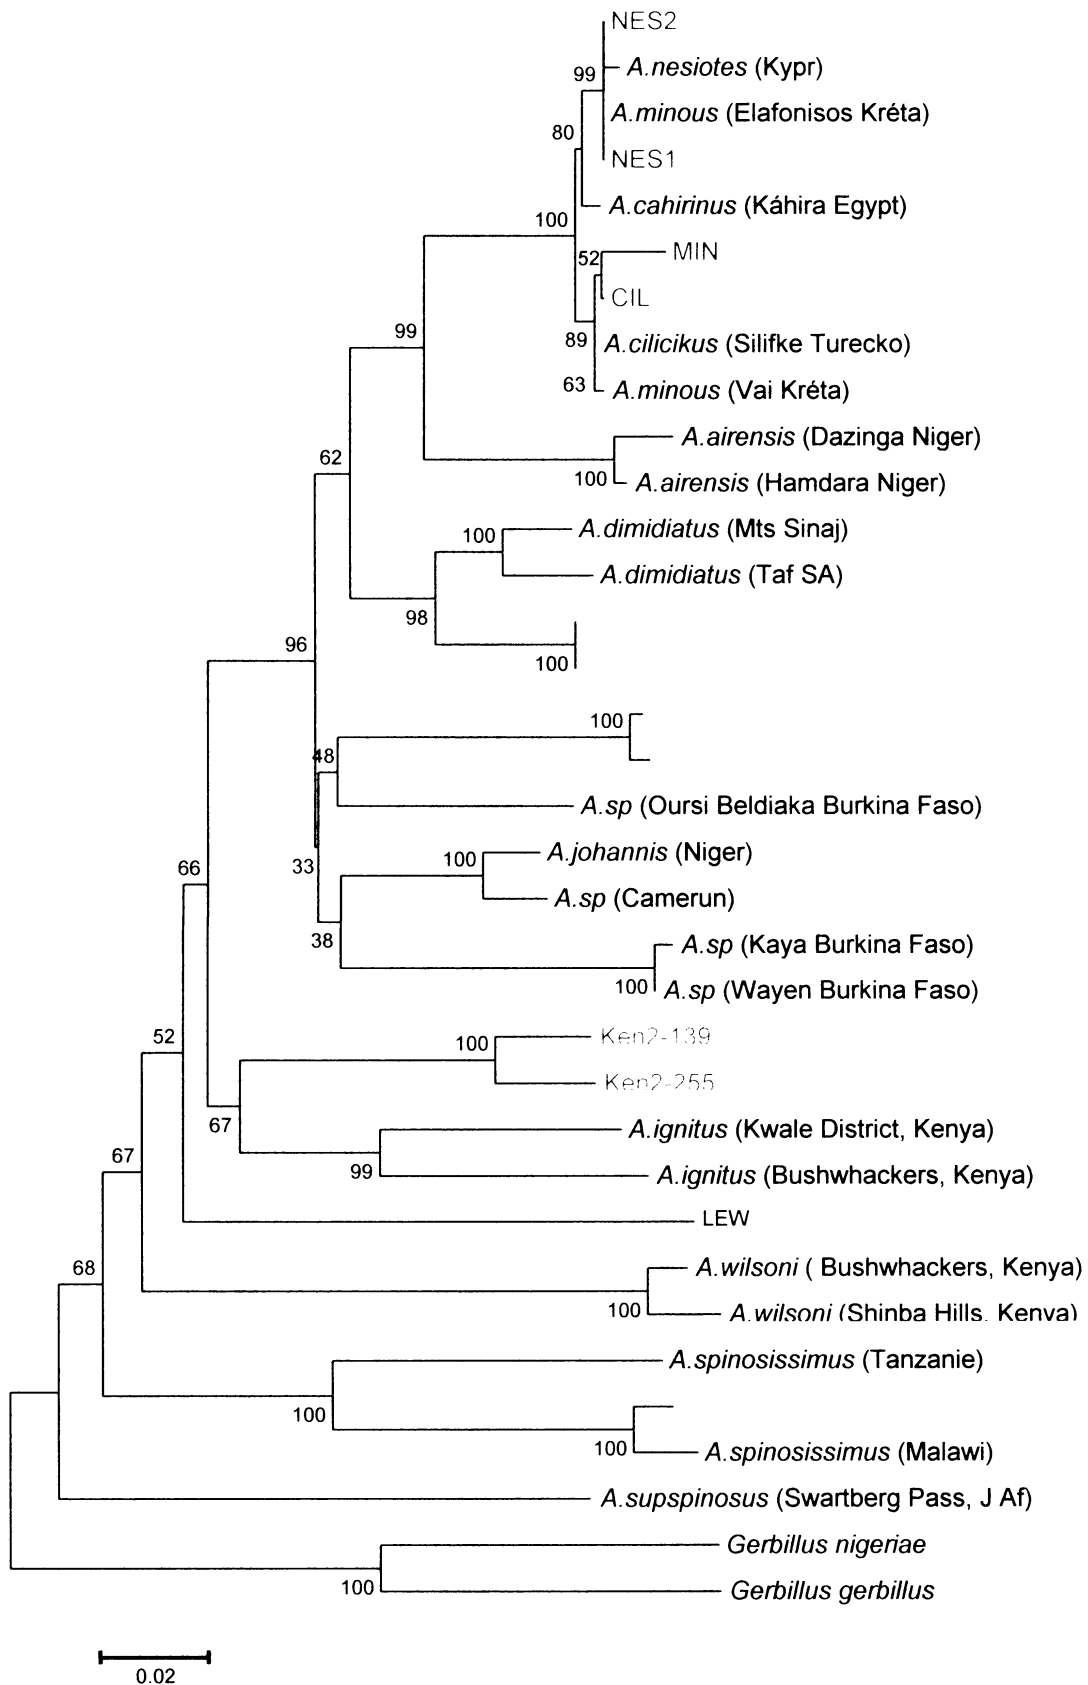 NES2
A.nesiotes (Kypr)
99
A.minous (Elafonisos Kréta)
80
NES1
A.cahirinus (Káhira Egypt)
100
MIN
52
CIL
99
89
A.cilicikus (Silifke Turecko)
63
A.minous (Vai Kréta)
A.airensis (Dazinga Niger)
62
100
A.airensis (Hamdara Niger)
A.dimidiatus (Mts Sinaj)
100
A.dimidiatus (Taf SA)
98
96
100
100
48
A.sp (Oursi Beldiaka Burkina Faso)
A.johannis (Niger)
100
66
33
A.sp (Camerun)
38
A.sp (Kaya Burkina Faso)
100
A.sp (Wayen Burkina Faso)
Ken2-139
52
100
Ken2-255
67
A.ignitus (Kwale District, Kenya)
67
99
A.ignitus (Bushwhackers, Kenya)
LEW
68
A.wilsoni ( Bushwhackers, Kenya)
100
A.wilsoni (Shinba Hills, Kenya)
A.spinosissimus (Tanzanie)
100
100
A.spinosissimus (Malawi)
A.supspinosus (Swartberg Pass, J Af)
Gerbillus nigeriae
100
Gerbillus gerbillus
0.02